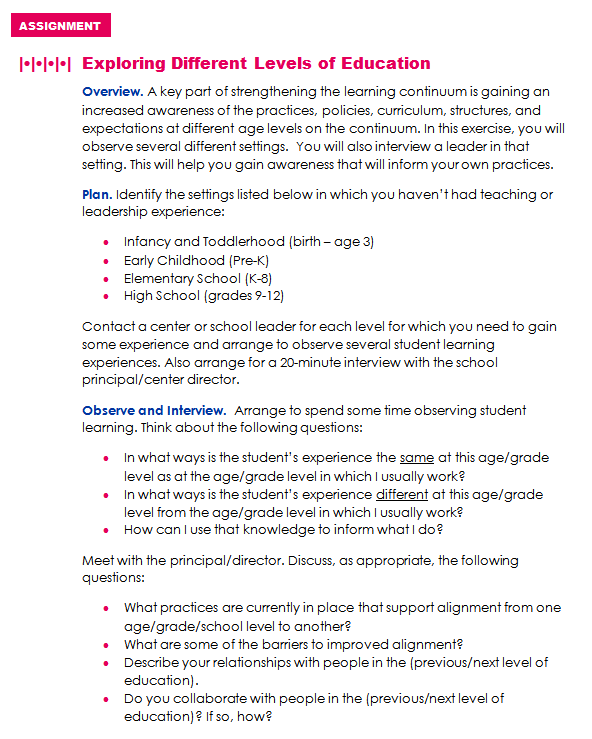 ASSIGNMENT
|•|•|•|•| Exploring Different Levels of Education
Overview. A key part of strengthening the learning continuum is gaining an
increased awareness of the practices, policies, curriculum, structures, and
expectations at different age levels on the continuum. In this exercise, you will
observe several different settings. You will also interview a leader in that
setting. This will help you gain awareness that will inform your own practices.
Plan. Identify the settings listed below in which you haven't had teaching or
leadership experience:
• Infancy and Toddlerhood (birth – age 3)
• Early Childhood (Pre-K)
• Elementary School (K-8)
• High School (grades 9-12)
Contact a center or school leader for each level for which you need to gain
some experience and arrange to observe several student learning
experiences. Also arrange for a 20-minute interview with the school
principal/center director.
Observe and Interview. Arrange to spend some time observing student
learning. Think about the following questions:
• In what ways is the student's experience the same at this age/grade
level as at the age/grade level in which I usually work?
• In what ways is the student's experience different at this age/grade
level from the age/grade level in which I usually work?
• How can I use that knowledge to inform what I do?
Meet with the principal/director. Discuss, as appropriate, the following
questions:
• What practices are currently in place that support alignment from one
age/grade/school level to another?
• What are some of the barriers to improved alignment?
• Describe your relationships with people in the (previous/next level of
education).
• Do you collaborate with people in the (previous/next level of
education)? If so, how?